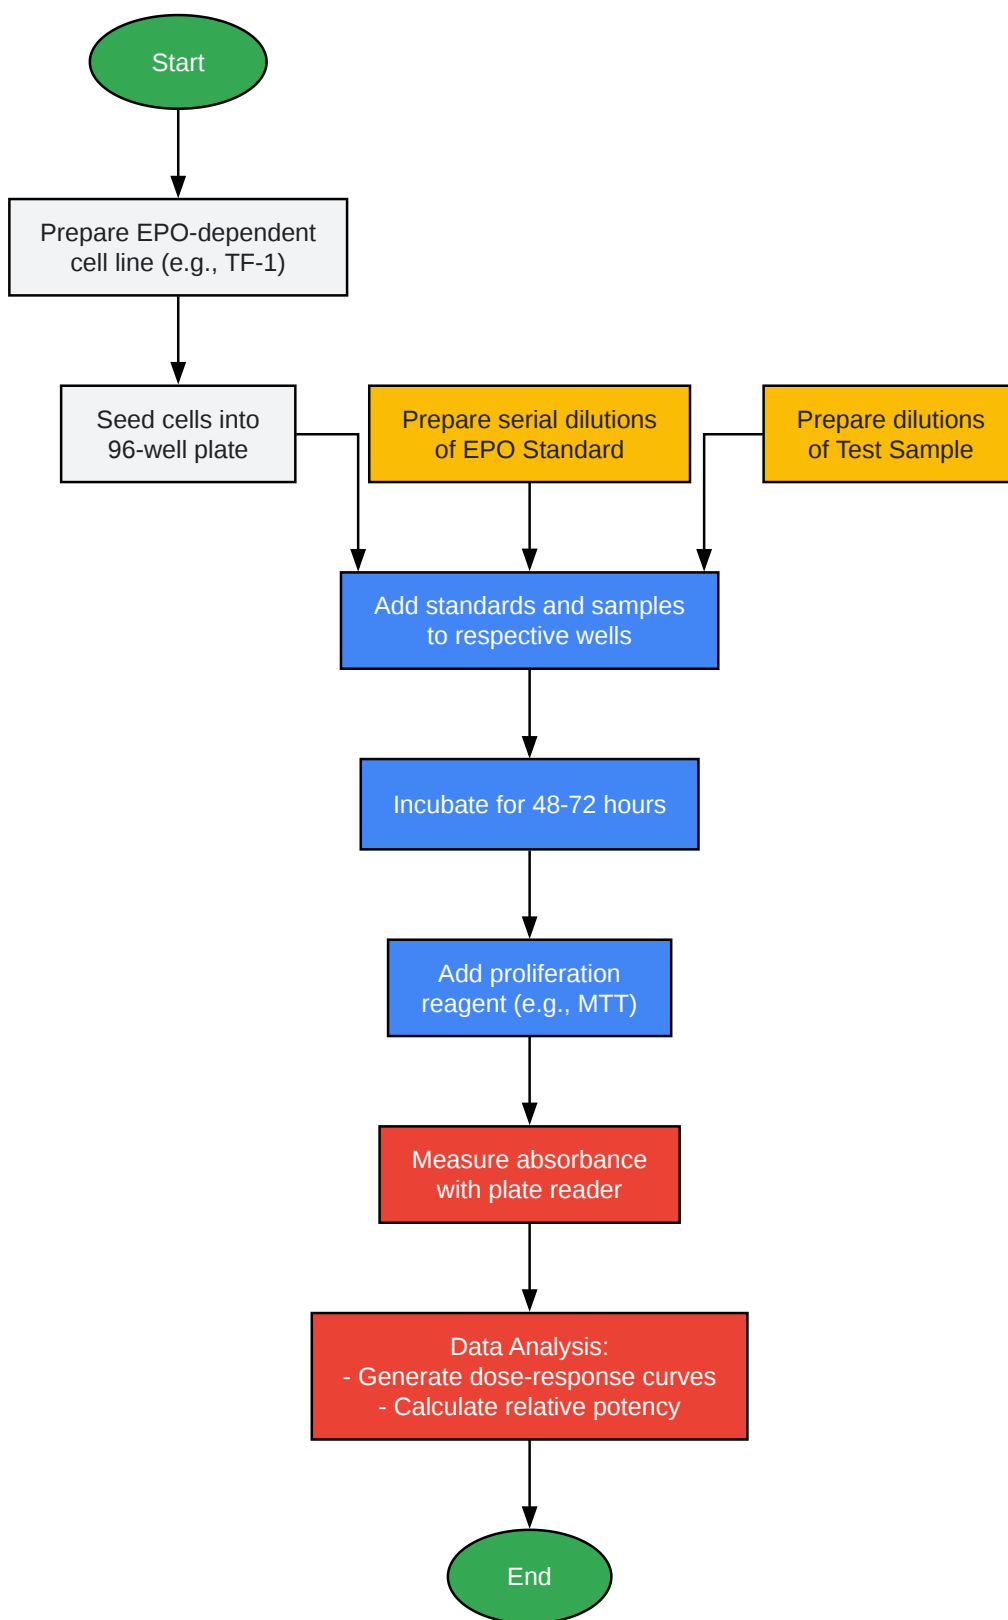 Start
Prepare EPO-dependent
cell line (e.g., TF-1)
Seed cells into
96-well plate
Prepare serial dilutions
of EPO Standard
Prepare dilutions
of Test Sample
Add standards and samples
to respective wells
Incubate for 48-72 hours
Add proliferation
reagent (e.g., MTT)
Measure absorbance
with plate reader
Data Analysis:
- Generate dose-response curves
- Calculate relative potency
End